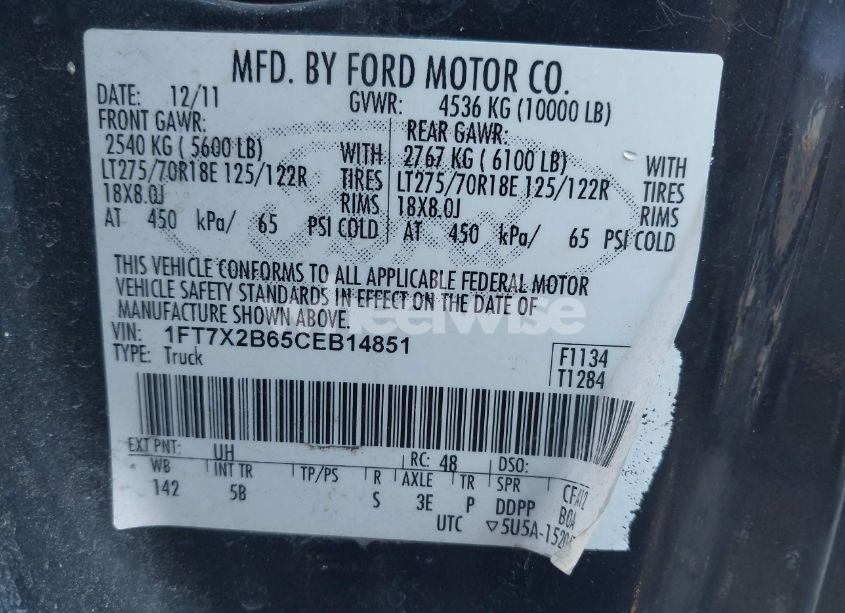 MFD. BY FORD MOTOR CO.
DATE: 12/11 GVWR: 4536 KG (10000 LB)
FRONT GAWR: REAR GAWR:
2540 KG ( 5600 LB) WITH 2767 KG ( 6100 LB) WITH
LT275/70R18E 125/122R TIRES LT275/70R18E 125/122R TIRES
18X8.0J RIMS 18X8.0J RIMS
AT 450 kPa/ 65 PSI COLD AT 450 kPa/ 65 PSI COLD
THIS VEHICLE CONFORMS TO ALL APPLICABLE FEDERAL MOTOR
VEHICLE SAFETY STANDARDS IN EFFECT ON THE DATE OF
MANUFACTURE SHOWN ABOVE.
wheelwise
VIN: 1FT7X2B65CEB14851
TYPE: Truck
F1134
T1284
EXT PNT: UH RC: 48 DSO:
WB INT TR TP/PS R AXLE TR SPR
142 5B S 3E P DDPP
UTC ▽5U5A-1520